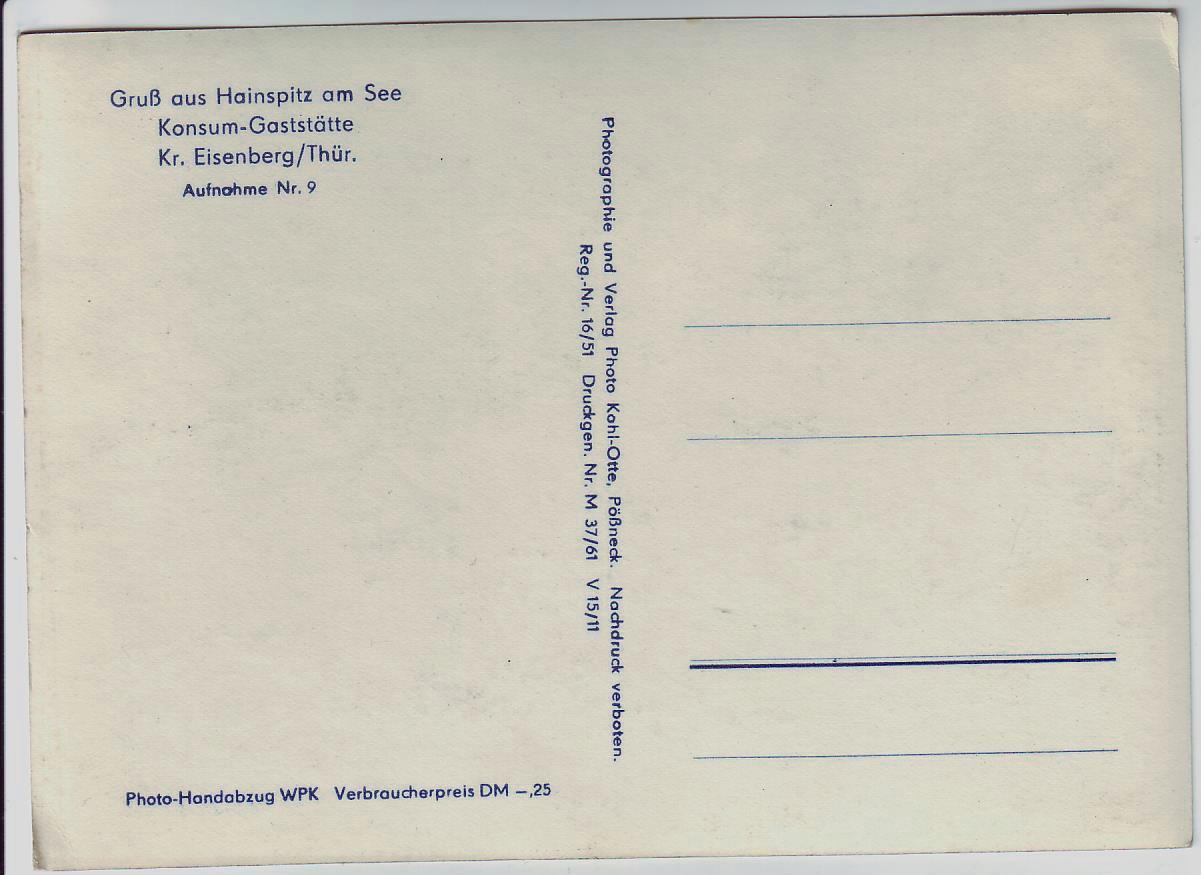 Gruß aus Hainspitz am See
Konsum-Gaststätte
Kr. Eisenberg/Thür.
Aufnahme Nr. 9
Photographie und Verlag Photo Kohl-Otte, Pößneck. Nachdruck verboten.
Reg.-Nr. 16/51 Druckgen. Nr. M 37/61 V 15/11
Photo-Handabzug WPK Verbraucherpreis DM –,25